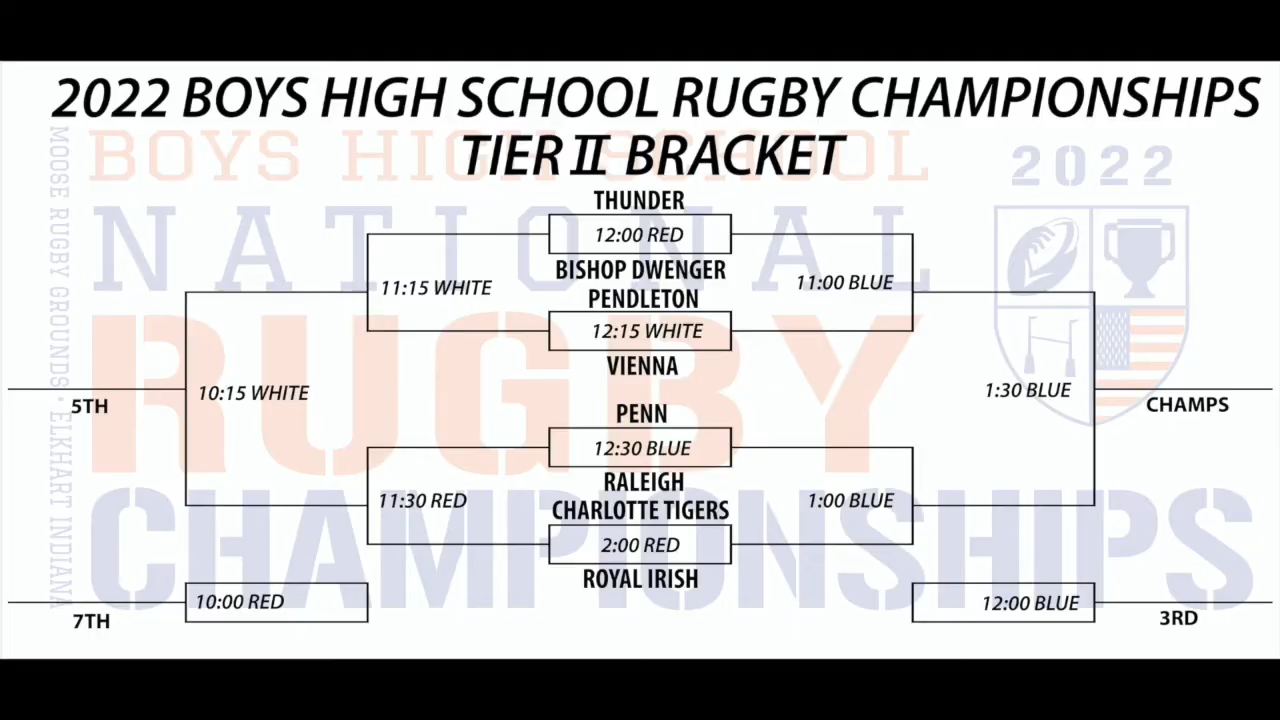 2022 BOYS HIGH SCHOOL RUGBY CHAMPIONSHIPS
TIER II BRACKET
BOYS HIGH SCHOOL
2022
NATIONAL
RUGBY
CHAMPIONSHIPS
MOOSE RUGBY GROUNDS · ELKHART INDIANA
THUNDER
12:00 RED
BISHOP DWENGER
11:15 WHITE
11:00 BLUE
PENDLETON
12:15 WHITE
VIENNA
10:15 WHITE
1:30 BLUE
5TH
CHAMPS
PENN
12:30 BLUE
RALEIGH
11:30 RED
1:00 BLUE
CHARLOTTE TIGERS
2:00 RED
ROYAL IRISH
10:00 RED
12:00 BLUE
7TH
3RD